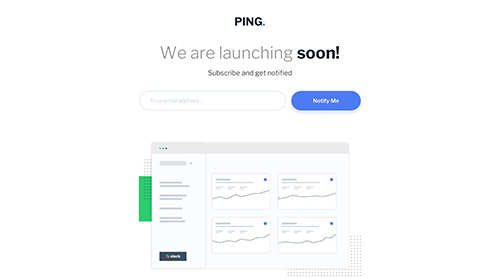 PING.
We are launching soon!
Subscribe and get notified
Your email address...
Notify Me
slack